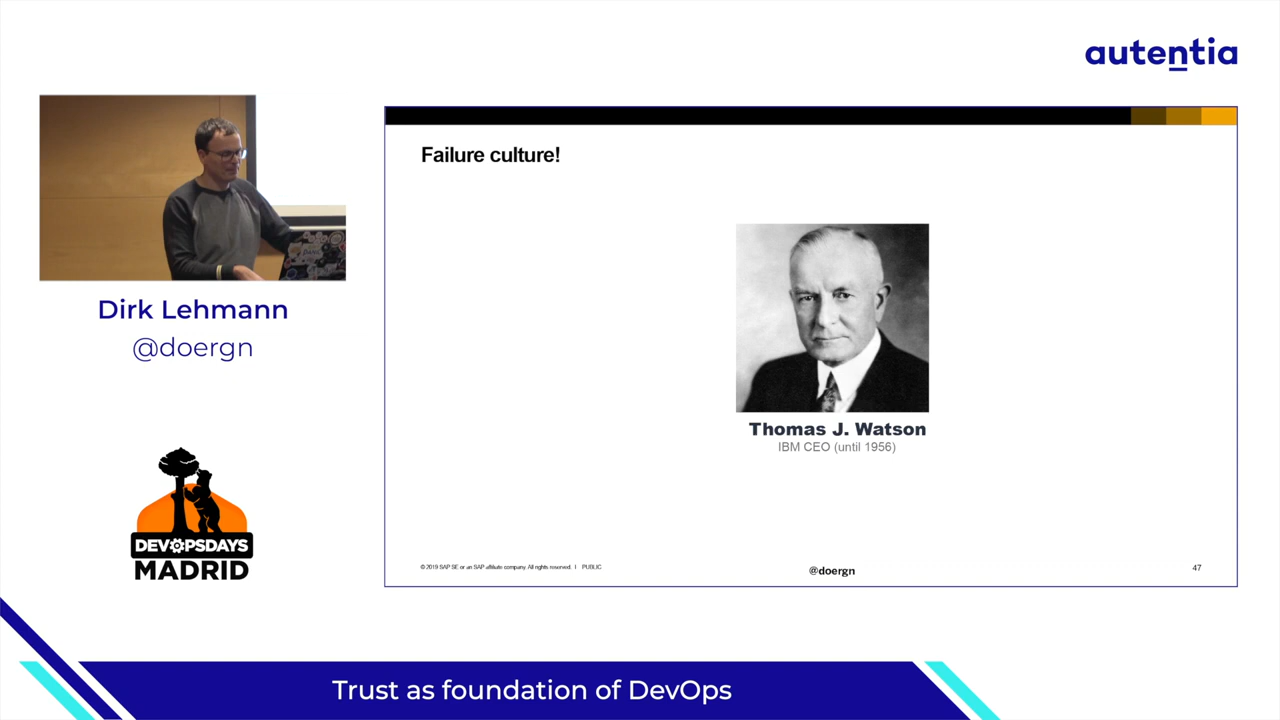 autentia
Failure culture!
Thomas J. Watson
IBM CEO (until 1956)
© 2019 SAP SE or an SAP affiliate company. All rights reserved. I PUBLIC
@doergn
47
Dirk Lehmann
@doergn
DEVOPSDAYS
MADRID
Trust as foundation of DevOps